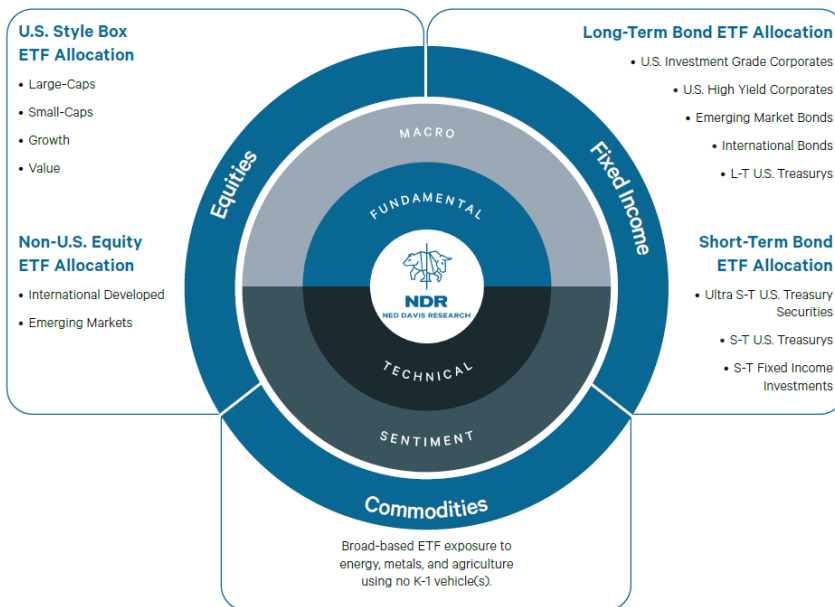 U.S. Style Box
ETF Allocation
• Large-Caps
• Small-Caps
• Growth
• Value
Non-U.S. Equity
ETF Allocation
• International Developed
• Emerging Markets
Long-Term Bond ETF Allocation
• U.S. Investment Grade Corporates
• U.S. High Yield Corporates
• Emerging Market Bonds
• International Bonds
• L-T U.S. Treasurys
Short-Term Bond
ETF Allocation
• Ultra S-T U.S. Treasury
Securities
• S-T U.S. Treasurys
• S-T Fixed Income
Investments
Equities
Fixed Income
MACRO
FUNDAMENTAL
NDR
NED DAVIS RESEARCH
TECHNICAL
SENTIMENT
Commodities
Broad-based ETF exposure to
energy, metals, and agriculture
using no K-1 vehicle(s).